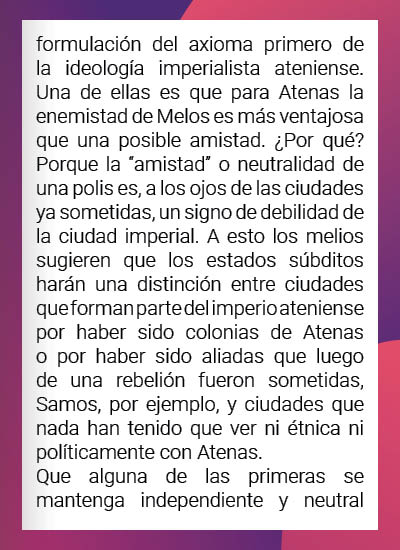 formulación del axioma primero de
la ideología imperialista ateniense.
Una de ellas es que para Atenas la
enemistad de Melos es más ventajosa
que una posible amistad. ¿Por qué?
Porque la “amistad” o neutralidad de
una polis es, a los ojos de las ciudades
ya sometidas, un signo de debilidad de
la ciudad imperial. A esto los melios
sugieren que los estados súbditos
harán una distinción entre ciudades
que forman parte del imperio ateniense
por haber sido colonias de Atenas
o por haber sido aliadas que luego
de una rebelión fueron sometidas,
Samos, por ejemplo, y ciudades que
nada han tenido que ver ni étnica ni
políticamente con Atenas.
Que alguna de las primeras se
mantenga independiente y neutral